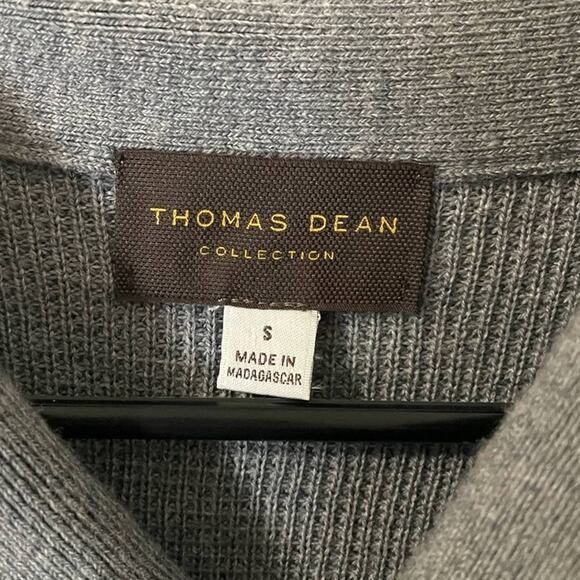 THOMAS DEAN
COLLECTION
S
MADE IN
MADAGASCAR